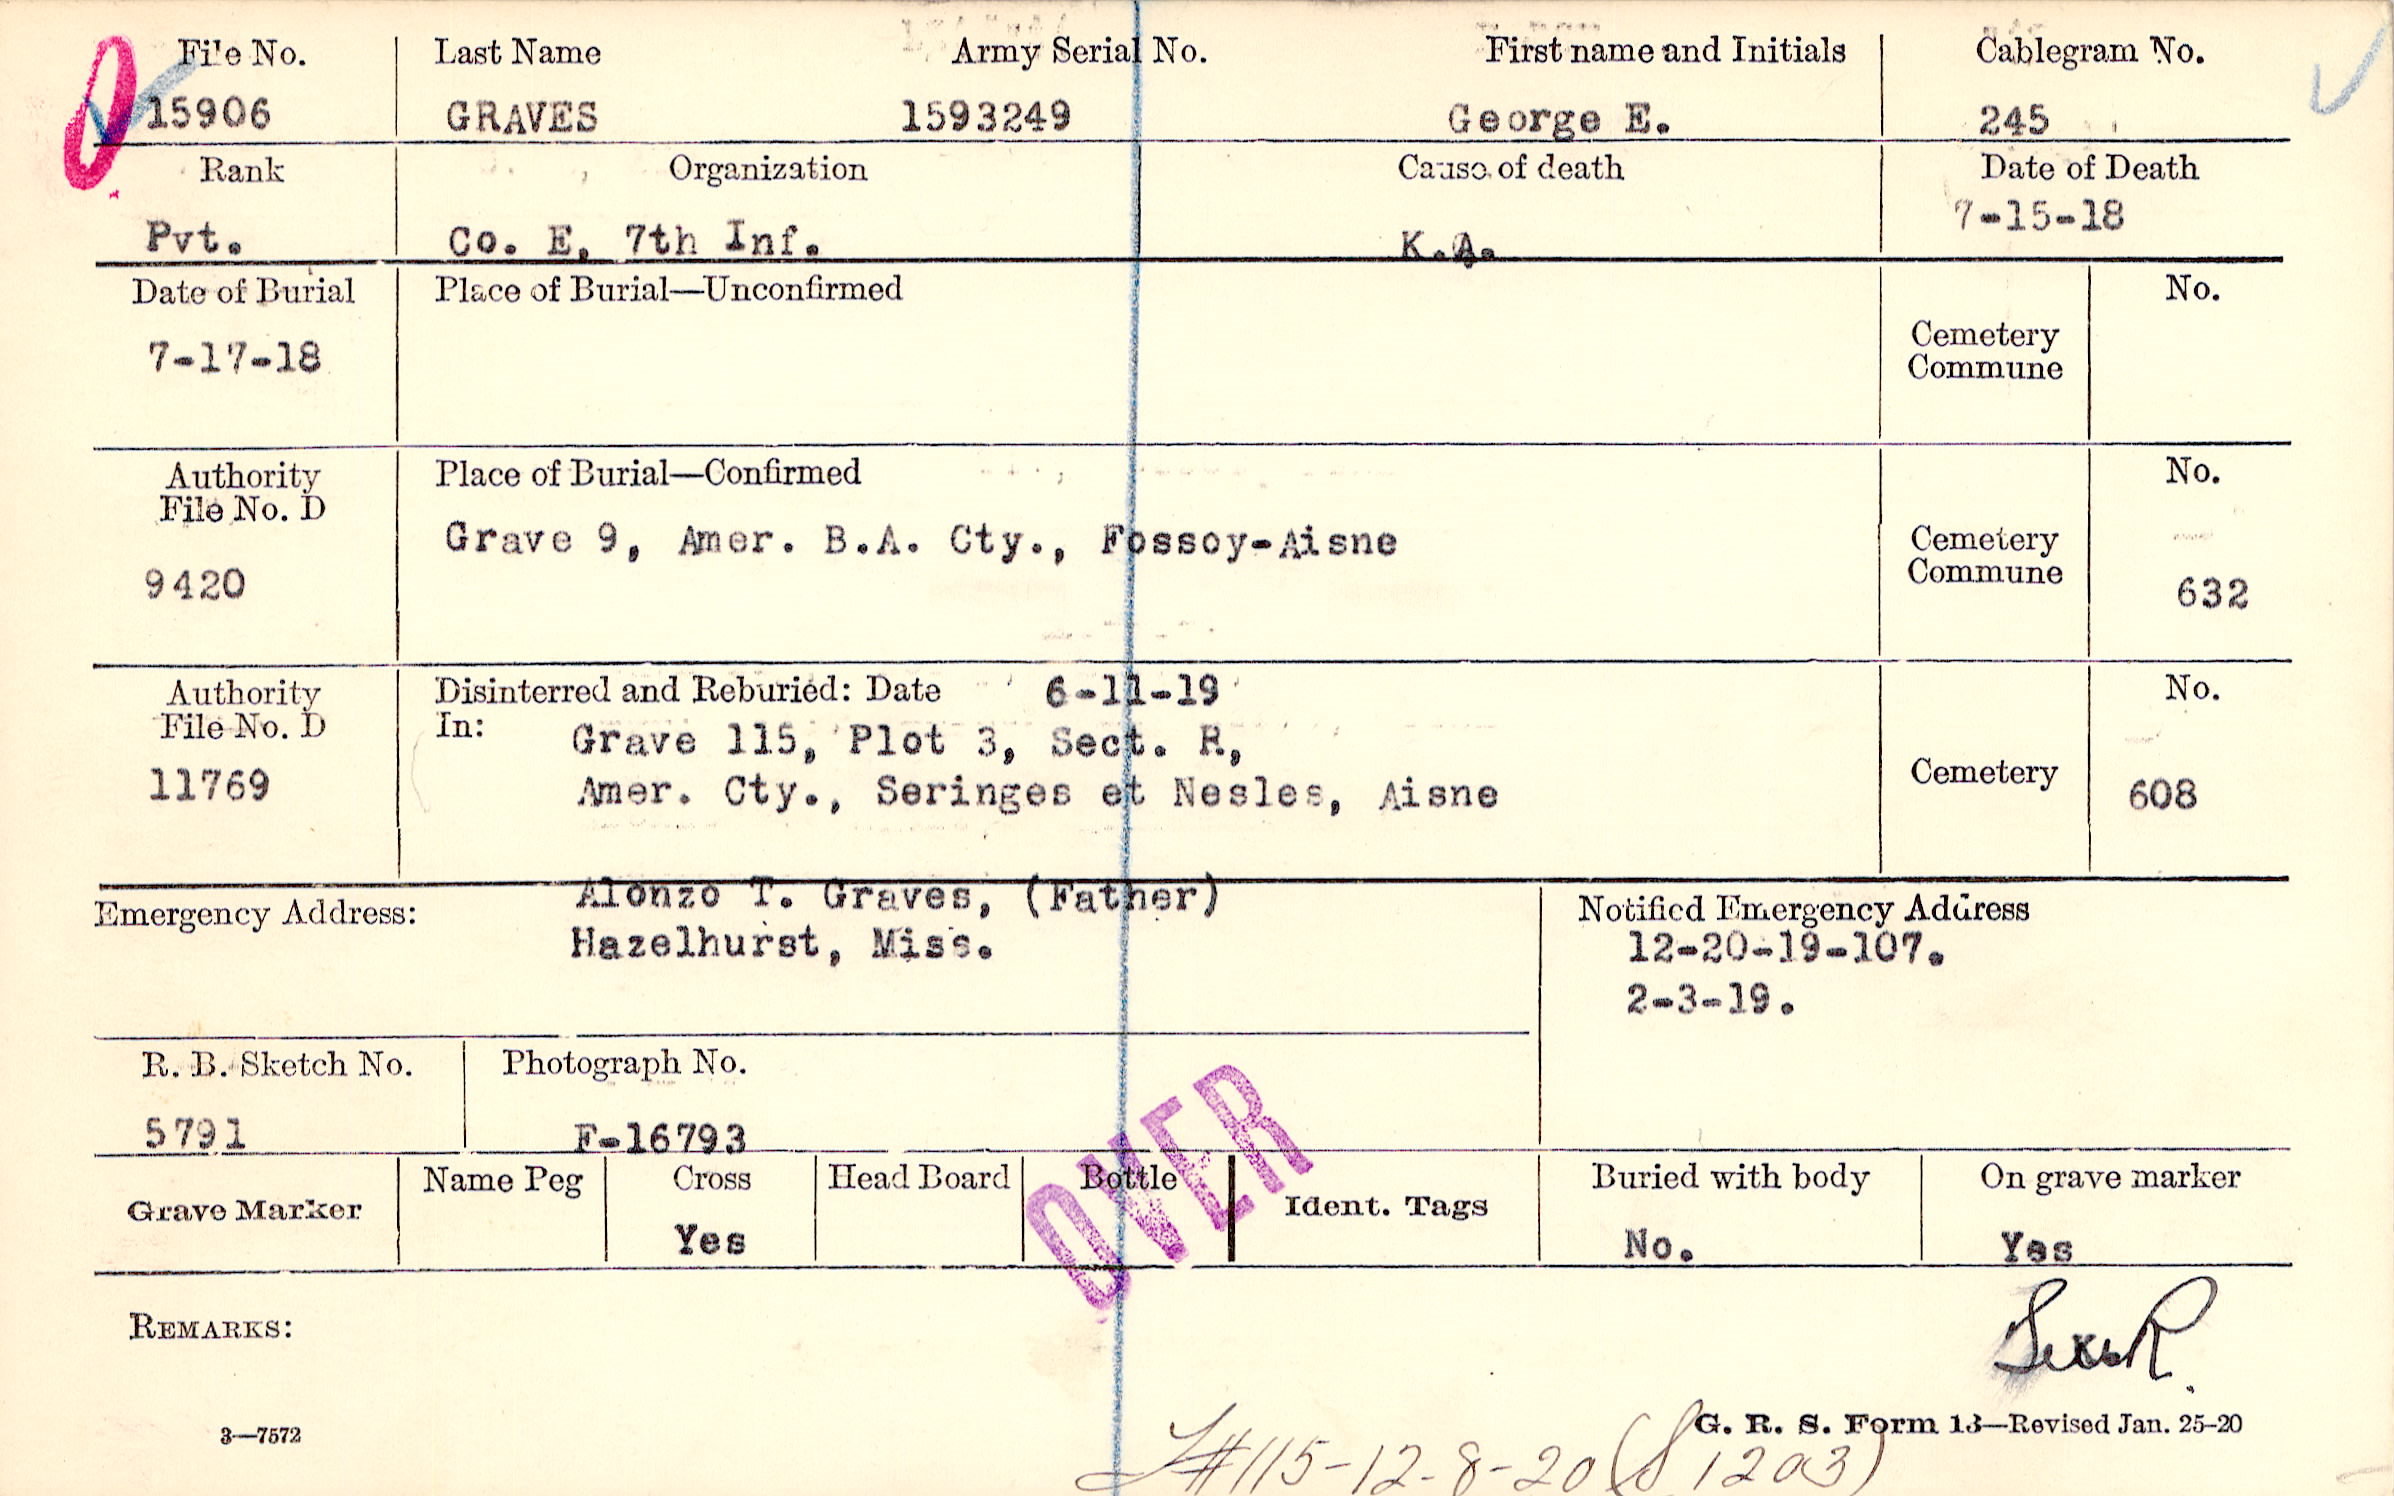 File No. Last Name Army Serial No. First name and Initials Cablegram No.
15906 GRAVES 1593249 George E. 245
Rank Organization Cause of death Date of Death
Pvt. Co. E, 7th Inf. K.A. 7-15-18
Date of Burial Place of Burial—Unconfirmed No.
7-17-18
Cemetery
Commune
Authority Place of Burial—Confirmed No.
File No. D
Grave 9, Amer. B.A. Cty., Fossoy-Aisne
Cemetery
Commune
9420 632
Authority Disinterred and Reburied: Date 6-11-19 No.
File No. D In: Grave 115, Plot 3, Sect. R,
11769 Amer. Cty., Seringes et Nesles, Aisne Cemetery 608
Emergency Address: Alonzo T. Graves, (Father) Notified Emergency Address
Hazelhurst, Miss. 12-20-19-107.
2-3-19.
R. B. Sketch No. Photograph No.
5791 F-16793
OVER
Grave Marker Name Peg Cross Head Board Bottle Ident. Tags Buried with body On grave marker
Yes No. Yes
REMARKS:
3—7572 G. R. S. Form 13—Revised Jan. 25-20
#115-12-8-20 (S 1203)